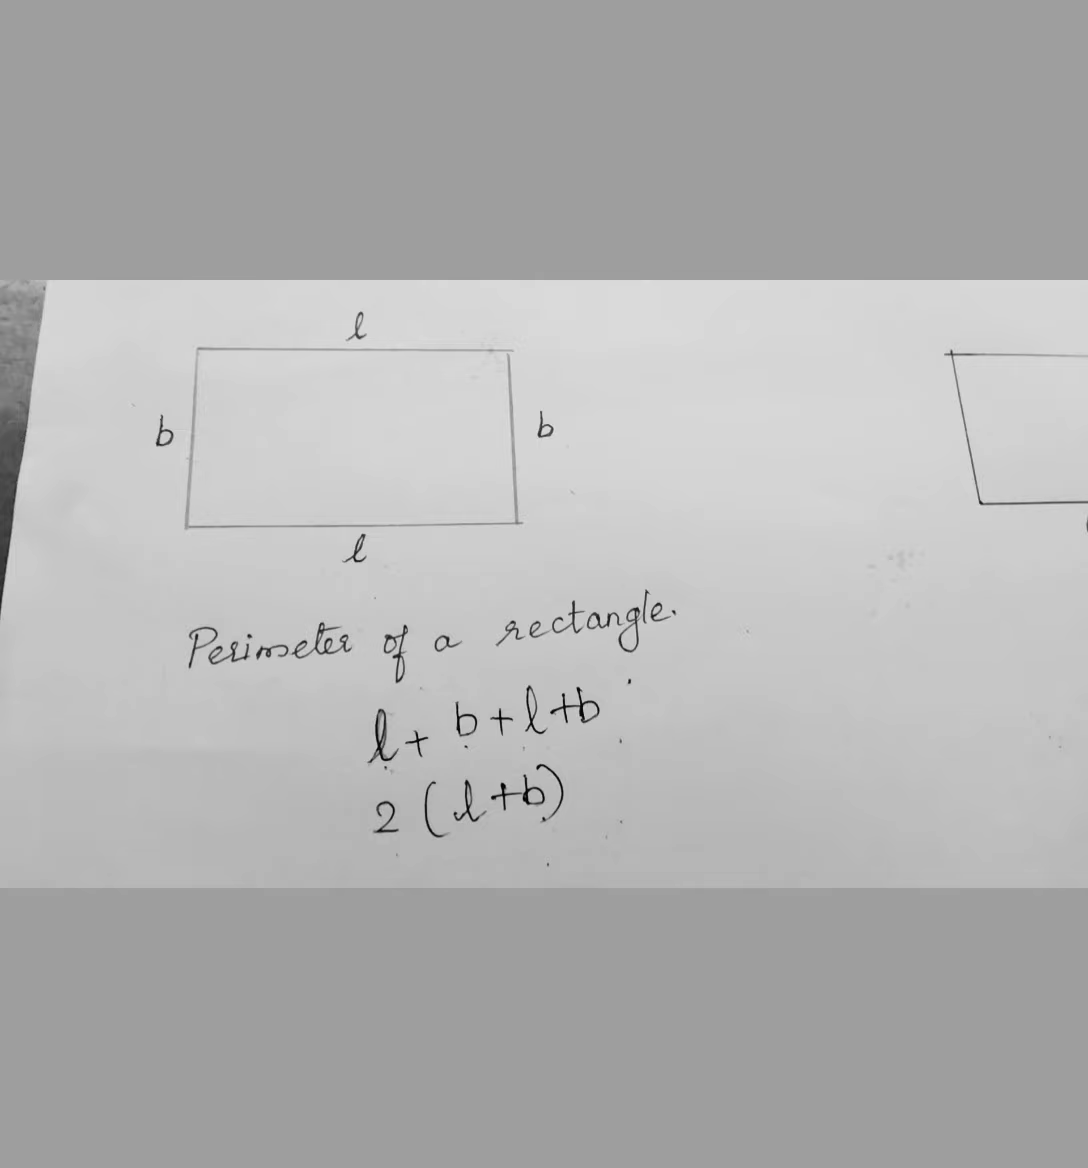 l
b
b
l
Perimeter of a rectangle.
l + b + l + b
2 (l + b)